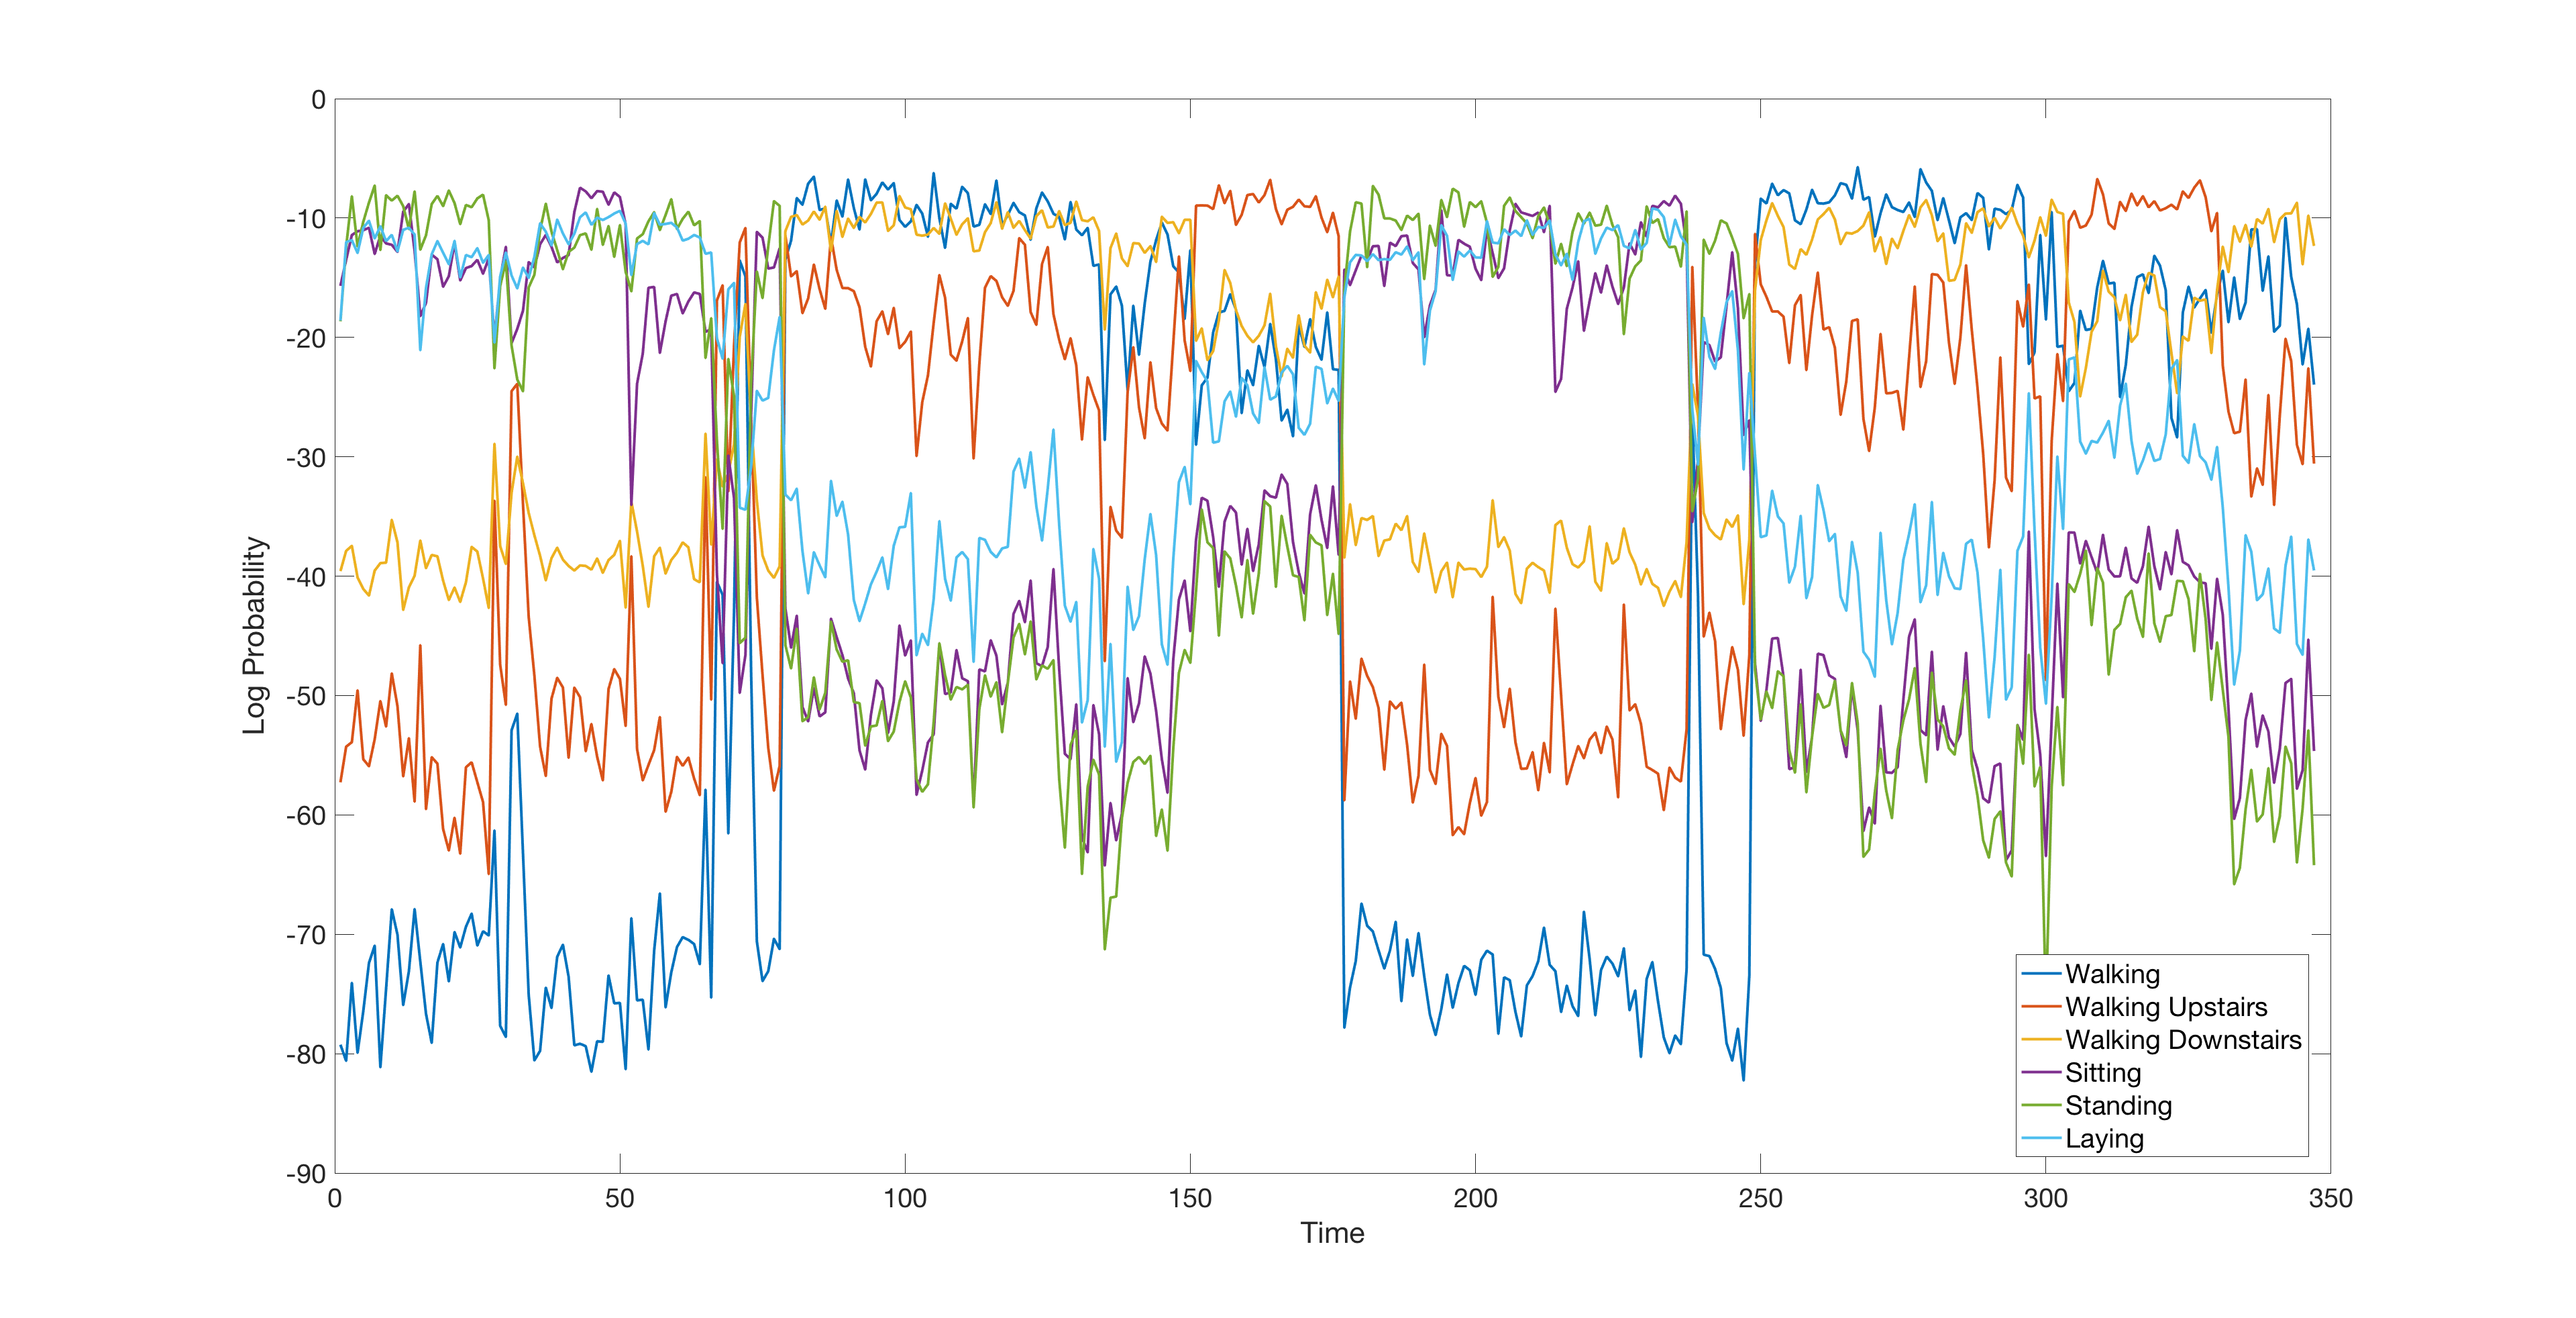 0
-10
-20
-30
-40
-50
-60
-70
-80
-90
Log Probability
0 50 100 150 200 250 300 350
Time
Walking
Walking Upstairs
Walking Downstairs
Sitting
Standing
Laying